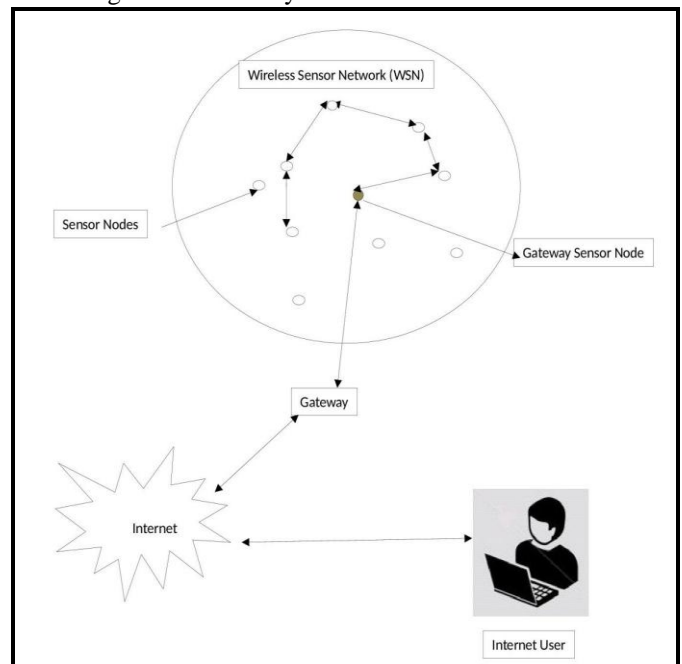 Wireless Sensor Network (WSN)
Sensor Nodes
Gateway Sensor Node
Gateway
Internet
Internet User